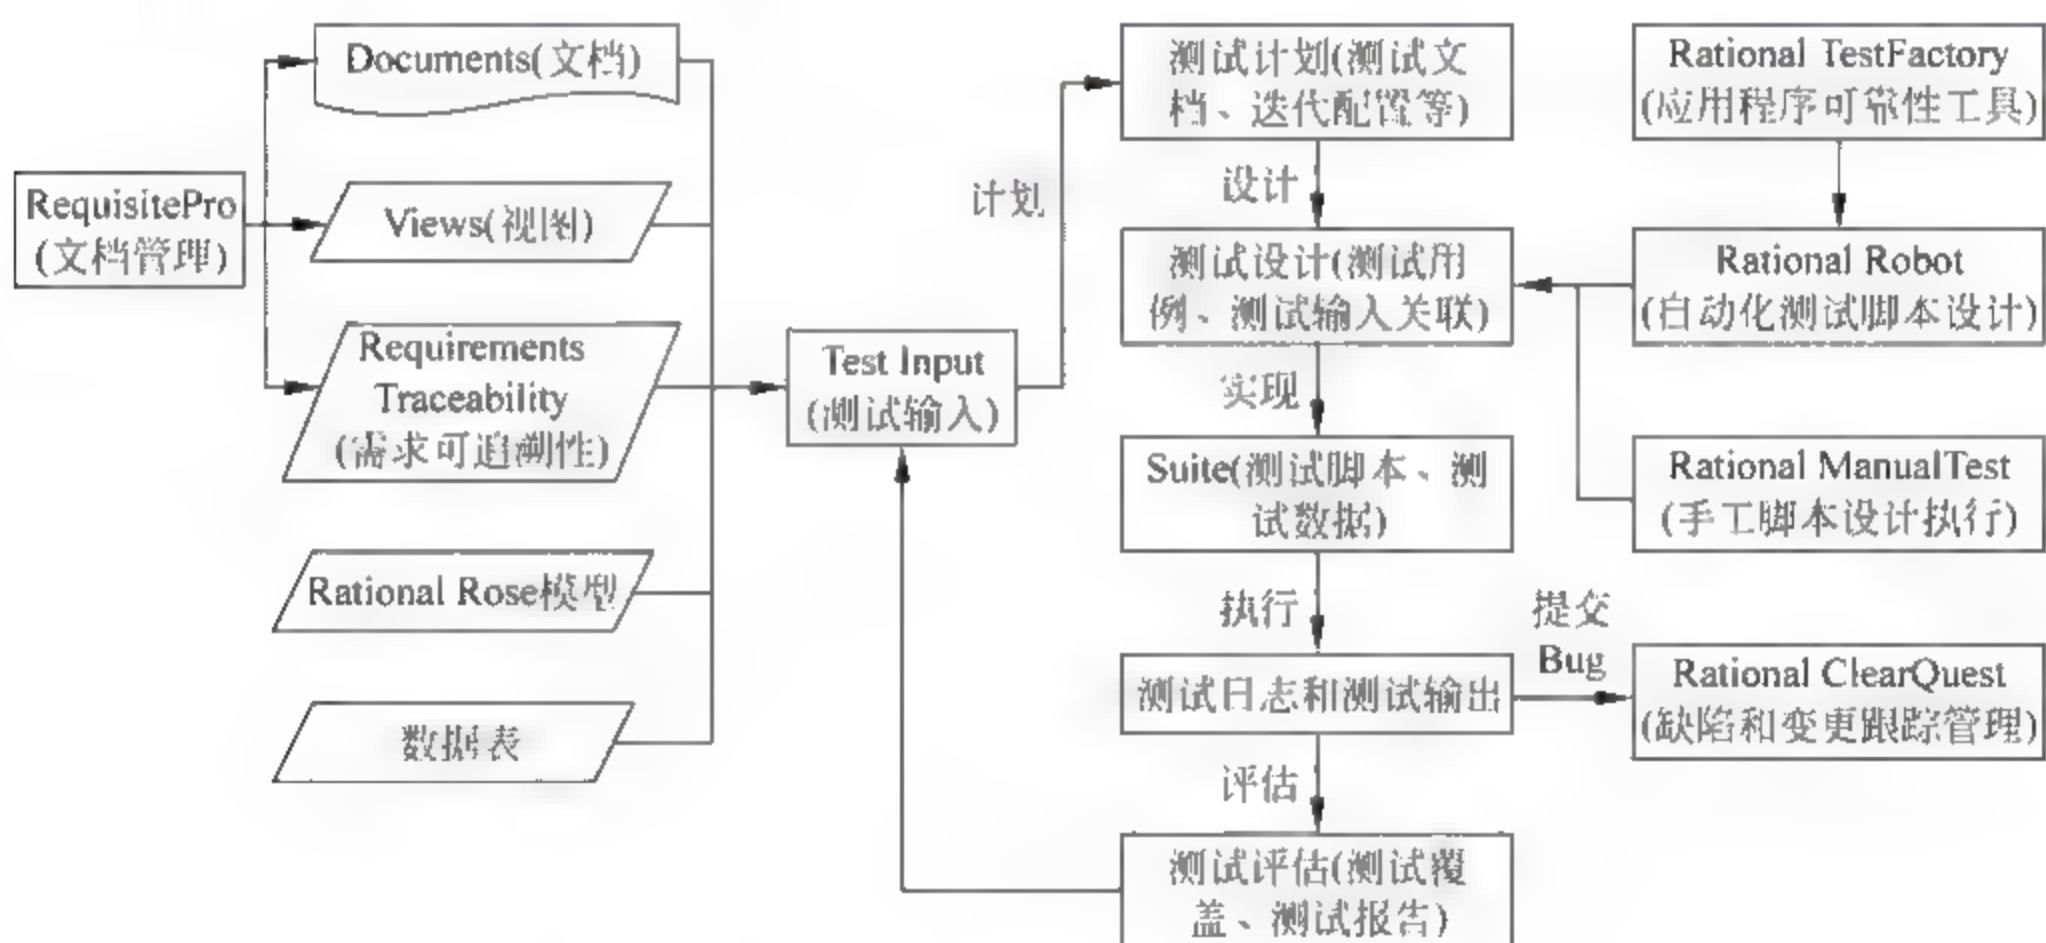 Documents(文档)
RequisitePro
(文档管理)
Views(视图)
Requirements
Traceability
(需求可追溯性)
Rational Rose模型
数据表
Test Input
(测试输入)
计划
测试计划(测试文
档、迭代配置等)
设计
测试设计(测试用
例、测试输入关联)
实现
Suite(测试脚本、测
试数据)
执行
测试日志和测试输出
评估
测试评估(测试覆
盖、测试报告)
Rational TestFactory
(应用程序可靠性工具)
Rational Robot
(自动化测试脚本设计)
Rational ManualTest
(手工脚本设计执行)
提交
Bug
Rational ClearQuest
(缺陷和变更跟踪管理)